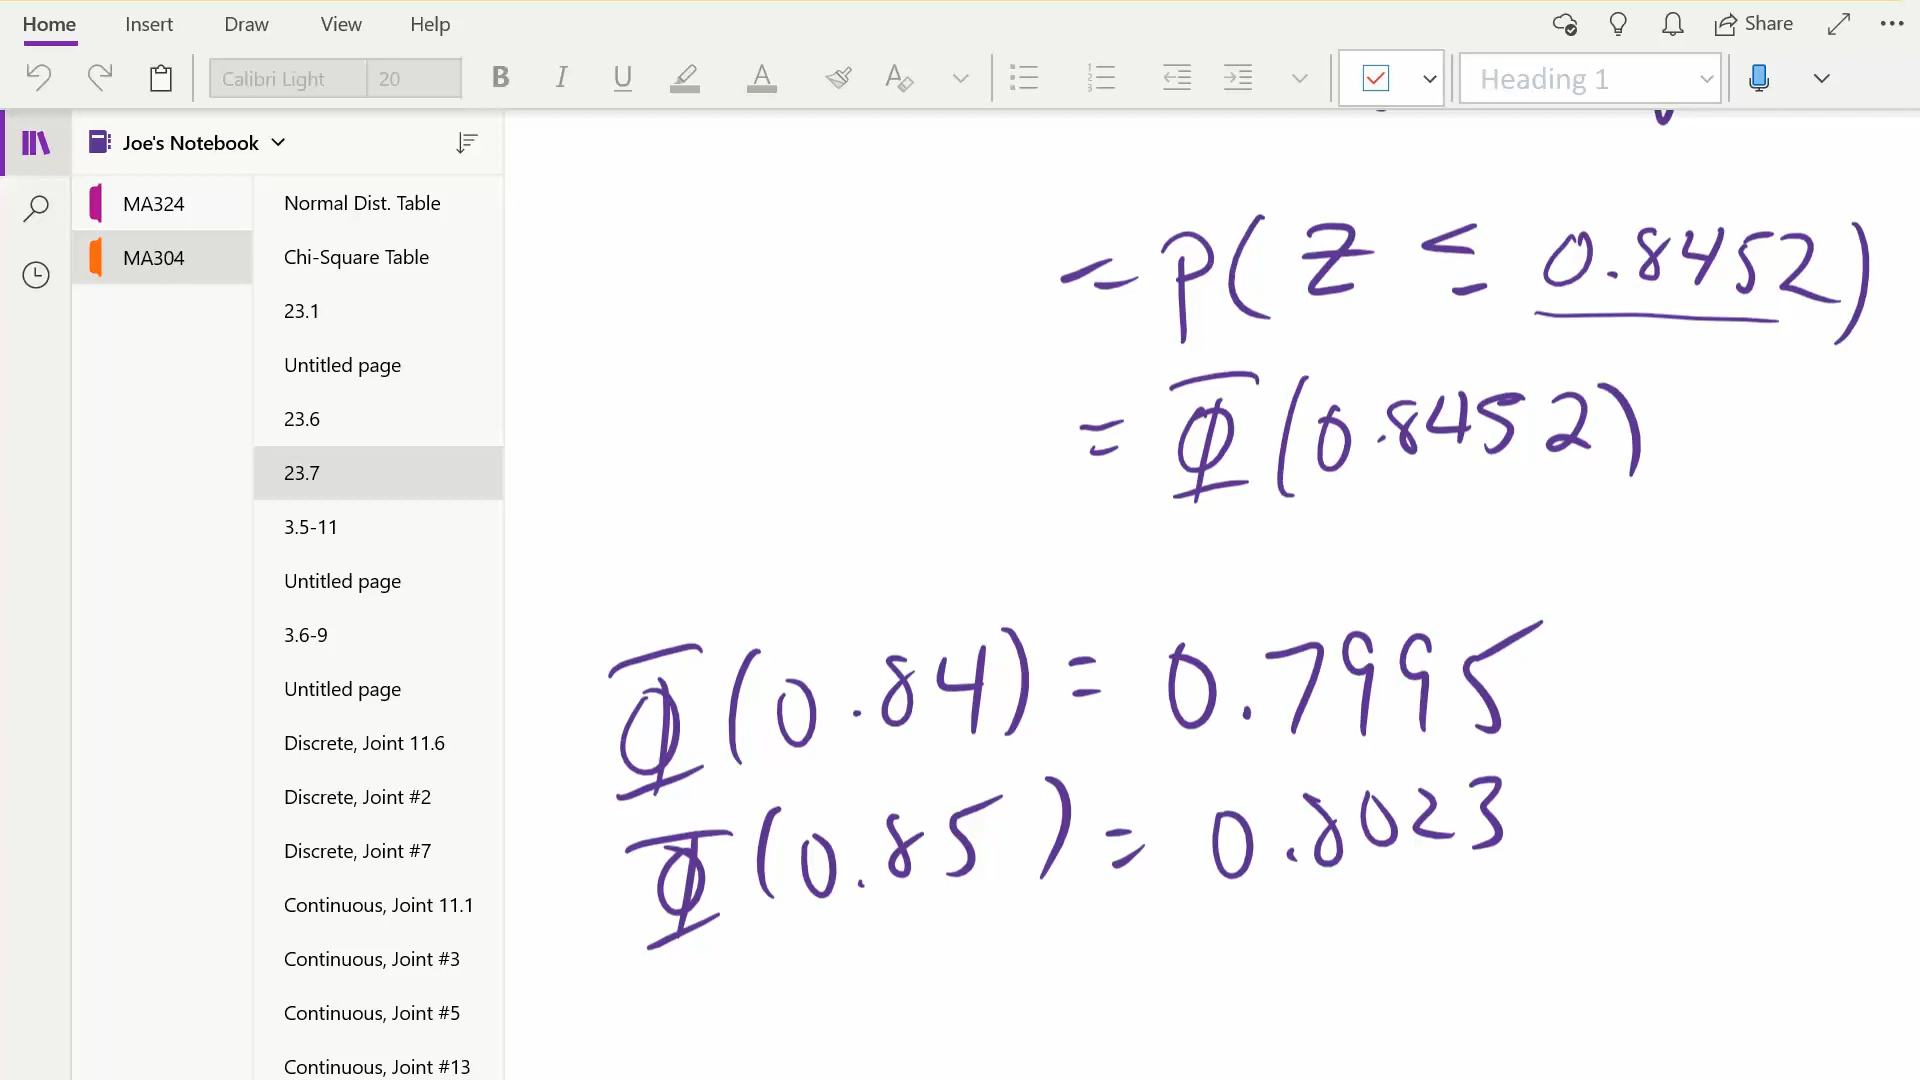 Home Insert Draw View Help Share
Calibri Light 20 B I U A A Heading 1
Joe's Notebook
MA324
MA304
Normal Dist. Table
Chi-Square Table
23.1
Untitled page
23.6
23.7
3.5-11
Untitled page
3.6-9
Untitled page
Discrete, Joint 11.6
Discrete, Joint #2
Discrete, Joint #7
Continuous, Joint 11.1
Continuous, Joint #3
Continuous, Joint #5
Continuous, Joint #13
= P(Z ≤ 0.8452)
= Φ(0.8452)
Φ(0.84) = 0.7995
Φ(0.85) = 0.8023